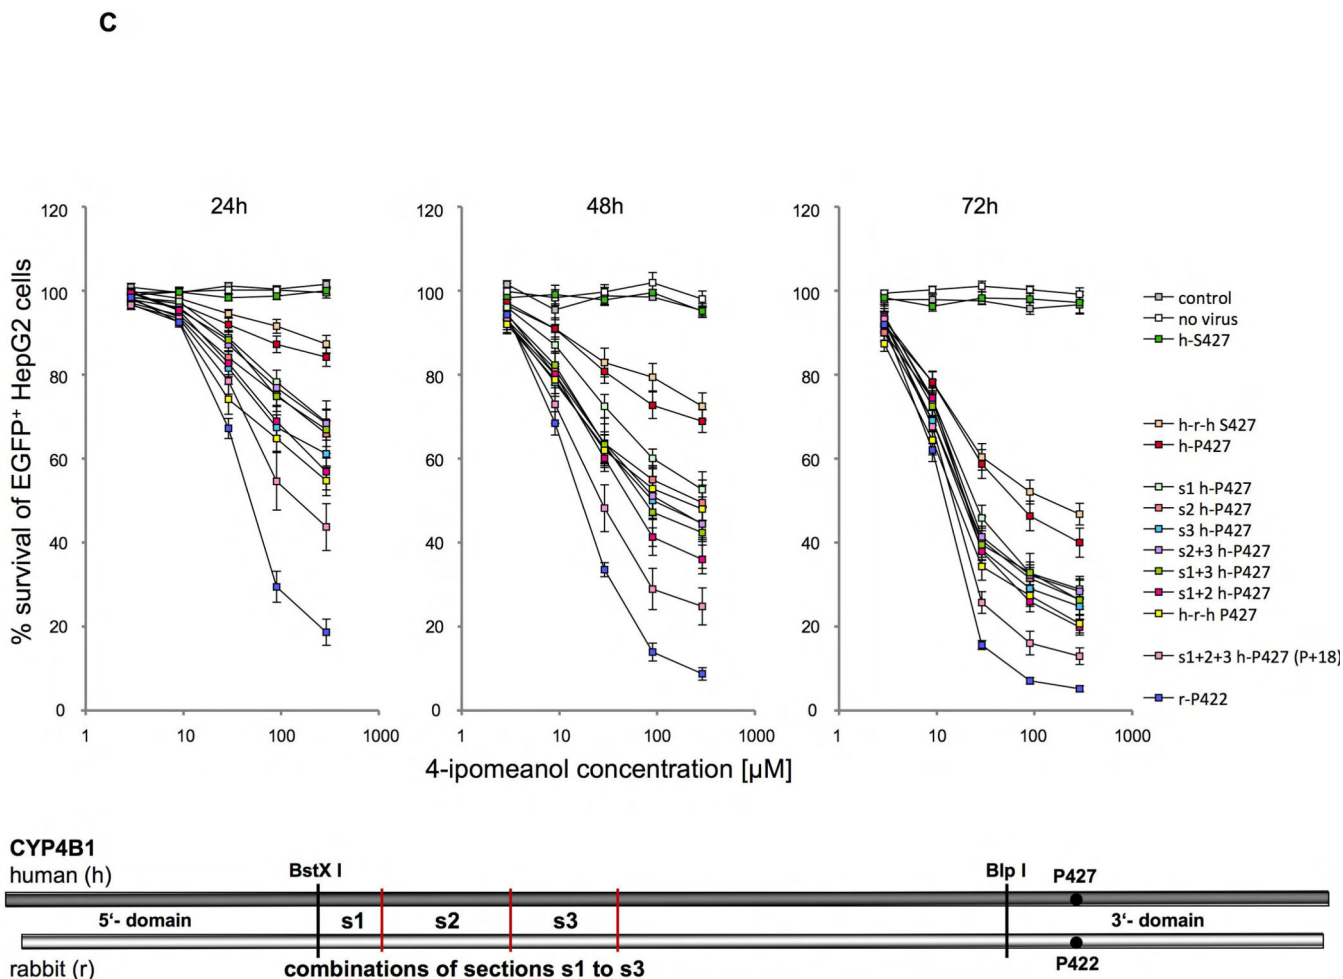 C
24h
48h
72h
120
100
80
60
40
20
0
120
100
80
60
40
20
0
120
100
80
60
40
20
0
% survival of EGFP⁺ HepG2 cells
1 10 100 1000
1 10 100 1000
1 10 100 1000
4-ipomeanol concentration [µM]
control
no virus
h-S427
h-r-h S427
h-P427
s1 h-P427
s2 h-P427
s3 h-P427
s2+3 h-P427
s1+3 h-P427
s1+2 h-P427
h-r-h P427
s1+2+3 h-P427 (P+18)
r-P422
CYP4B1
human (h)
BstX I
Blp I
P427
5‘- domain
s1
s2
s3
3‘- domain
rabbit (r)
combinations of sections s1 to s3
P422